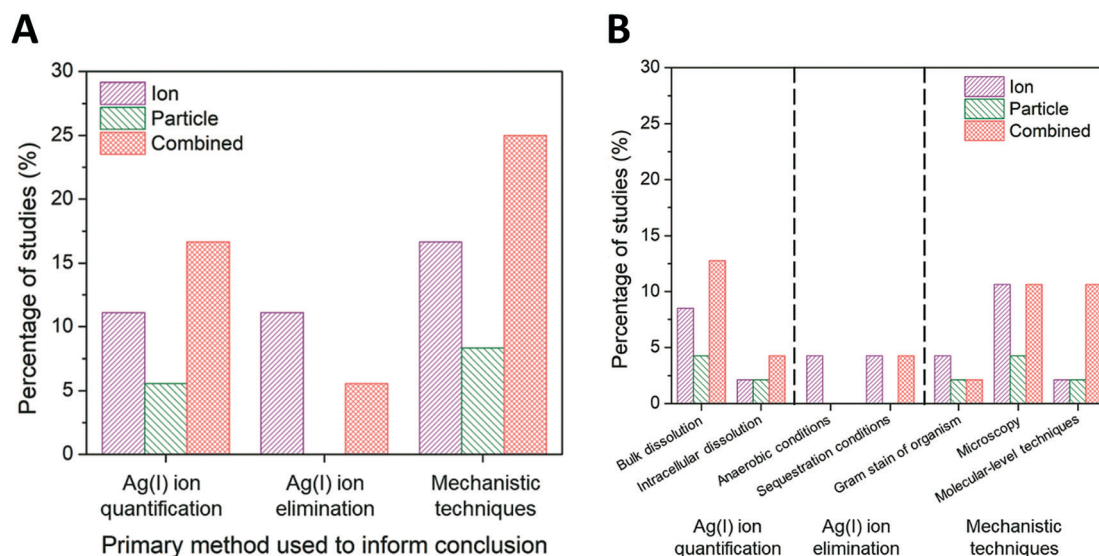 A
Percentage of studies (%)
30
25
20
15
10
5
0
Ion
Particle
Combined
Ag(I) ion
quantification
Ag(I) ion
elimination
Mechanistic
techniques
Primary method used to inform conclusion
B
Percentage of studies (%)
30
25
20
15
10
5
0
Ion
Particle
Combined
Bulk dissolution
Intracellular dissolution
Anaerobic conditions
Sequestration conditions
Gram stain of organism
Microscopy
Molecular-level techniques
Ag(I) ion
quantification
Ag(I) ion
elimination
Mechanistic
techniques